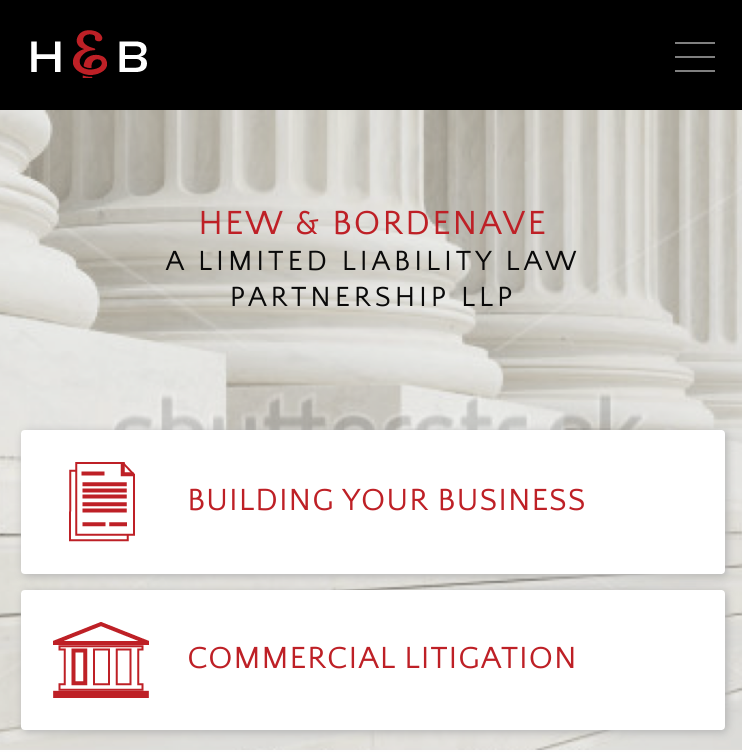 H & B
HEW & BORDENAVE
A LIMITED LIABILITY LAW
PARTNERSHIP LLP
BUILDING YOUR BUSINESS
COMMERCIAL LITIGATION